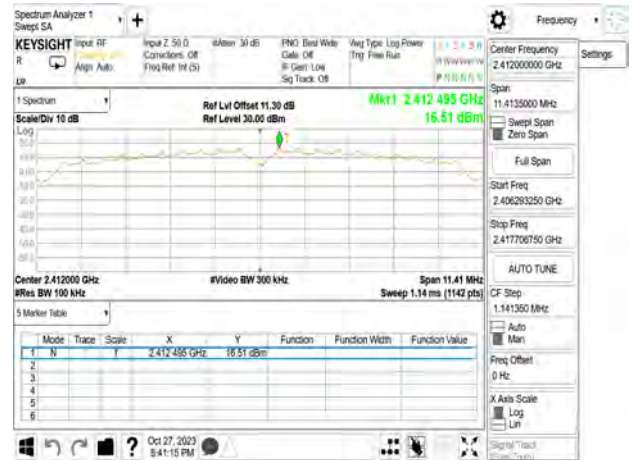 Spectrum Analyzer 1
Swept SA
Frequency
KEYSIGHT
R
Input: RF
Align: Auto
Input Z: 50 Ω
Corrections: Off
Freq Ref: Int (S)
#Atten: 30 dB
PNO: Best Wide
Gate: Off
IF Gain: Low
Sig Track: Off
Avg Type: Log-Power
Trig: Free Run
1 Spectrum
Scale/Div 10 dB
Log
Ref Lvl Offset 11.30 dB
Ref Level 30.00 dBm
Mkr1 2.412 495 GHz
16.51 dBm
Center 2.412000 GHz
#Res BW 100 kHz
#Video BW 300 kHz
Span 11.41 MHz
Sweep 1.14 ms (1142 pts)
5 Marker Table
Mode Trace Scale X Y Function Function Width Function Value
1 N 2.412 495 GHz 16.51 dBm
2
3
4
5
6
Center Frequency
2.412000000 GHz
Settings
Span
11.4135000 MHz
Swept Span
Zero Span
Full Span
Start Freq
2.406293250 GHz
Stop Freq
2.417706750 GHz
AUTO TUNE
CF Step
1.141350 MHz
Auto
Man
Freq Offset
0 Hz
X Axis Scale
Log
Lin
Signal Track
?
Oct 27, 2023
8:41:15 PM